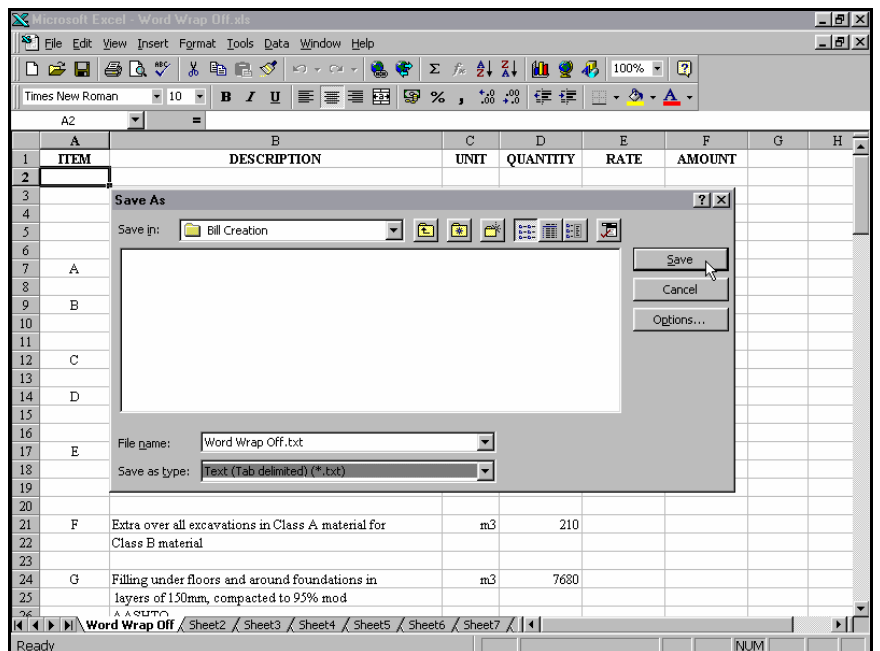 Microsoft Excel - Word Wrap Off.xls
File Edit View Insert Format Tools Data Window Help
100%
Times New Roman 10 B I U % ,
A2 =
A B C D E F G H
1 ITEM DESCRIPTION UNIT QUANTITY RATE AMOUNT
2
3
Save As
4
5
Save in: Bill Creation
6
7 A
Save
8
Cancel
9 B
10
Options...
11
12 C
13
14 D
15
16
File name: Word Wrap Off.txt
17 E
18
Save as type: Text (Tab delimited) (*.txt)
19
20
21 F Extra over all excavations in Class A material for m3 210
22 Class B material
23
24 G Filling under floors and around foundations in m3 7680
25 layers of 150mm, compacted to 95% mod
26 AASHTO
Word Wrap Off Sheet2 Sheet3 Sheet4 Sheet5 Sheet6 Sheet7
Ready NUM